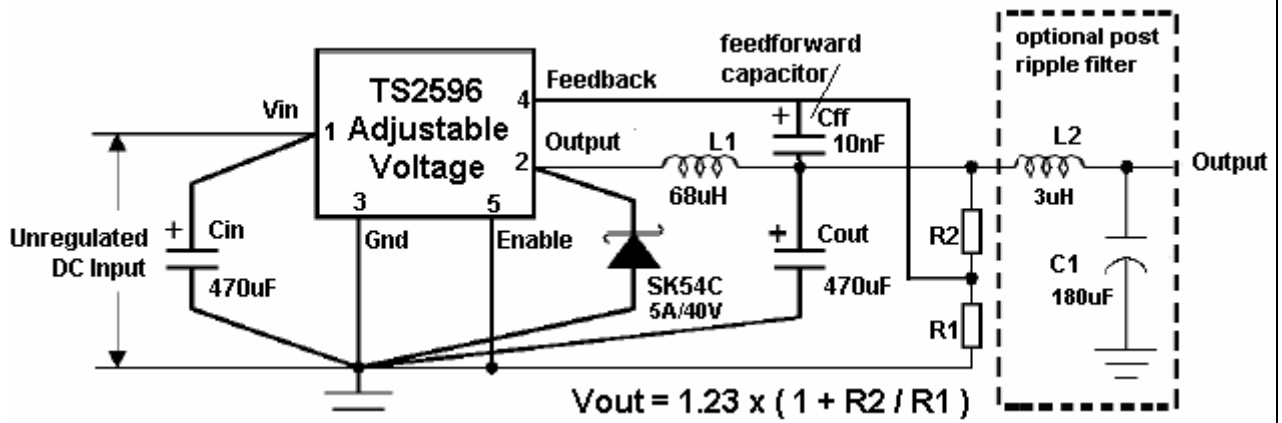 optional post
ripple filter
feedforward
capacitor
TS2596
Adjustable
Voltage
Vin
1
4
Feedback
2
Output
3
5
Gnd
Enable
+
Cff
10nF
L1
68uH
L2
3uH
Output
Unregulated
DC Input
+
Cin
470uF
SK54C
5A/40V
+
Cout
470uF
R2
R1
C1
180uF
Vout = 1.23 x ( 1 + R2 / R1 )